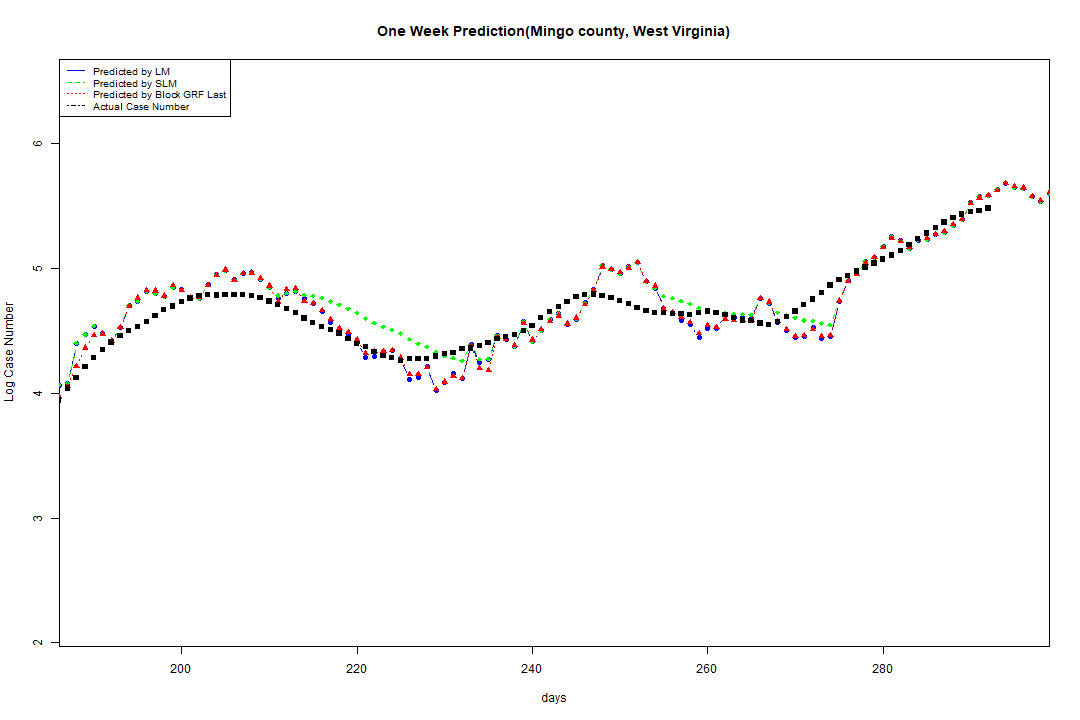 One Week Prediction(Mingo county, West Virginia)
Predicted by LM
Predicted by SLM
Predicted by Block GRF Last
Actual Case Number
6
5
4
3
2
Log Case Number
200 220 240 260 280
days